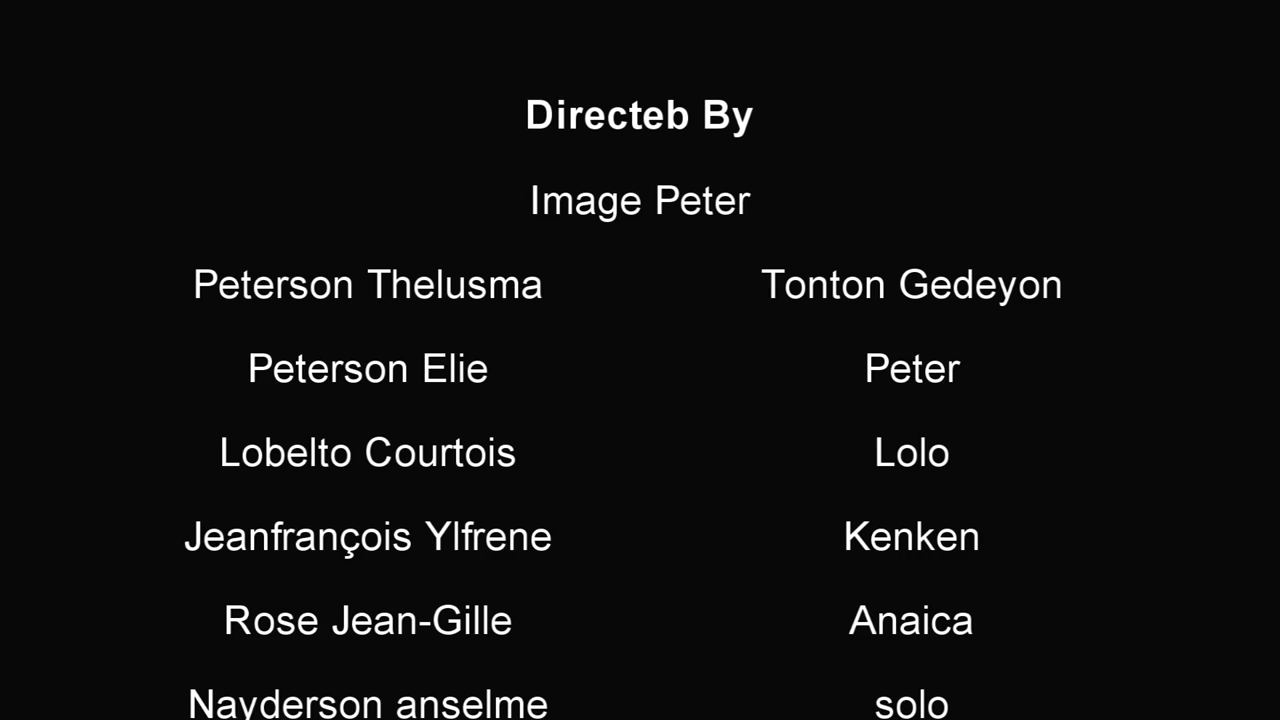 Directeb By
Image Peter
Peterson Thelusma Tonton Gedeyon
Peterson Elie Peter
Lobelto Courtois Lolo
Jeanfrançois Ylfrene Kenken
Rose Jean-Gille Anaica
Nayderson anselme solo